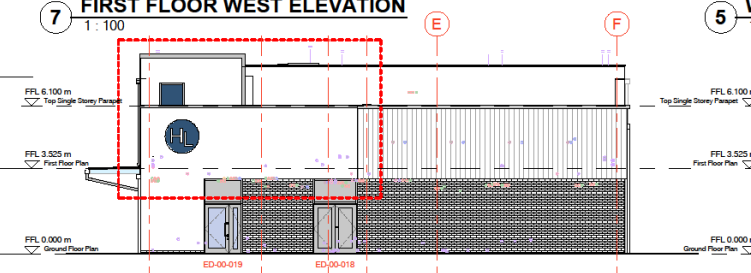 7 FIRST FLOOR WEST ELEVATION
1 : 100
E
F
5
FFL 6.100 m
Top Single Storey Parapet
FFL 6.100 m
Top Single Storey Parapet
HL
FFL 3.525 m
First Floor Plan
FFL 3.525 m
First Floor Plan
FFL 0.000 m
Ground Floor Plan
FFL 0.000 m
Ground Floor Plan
ED-00-019
ED-00-018